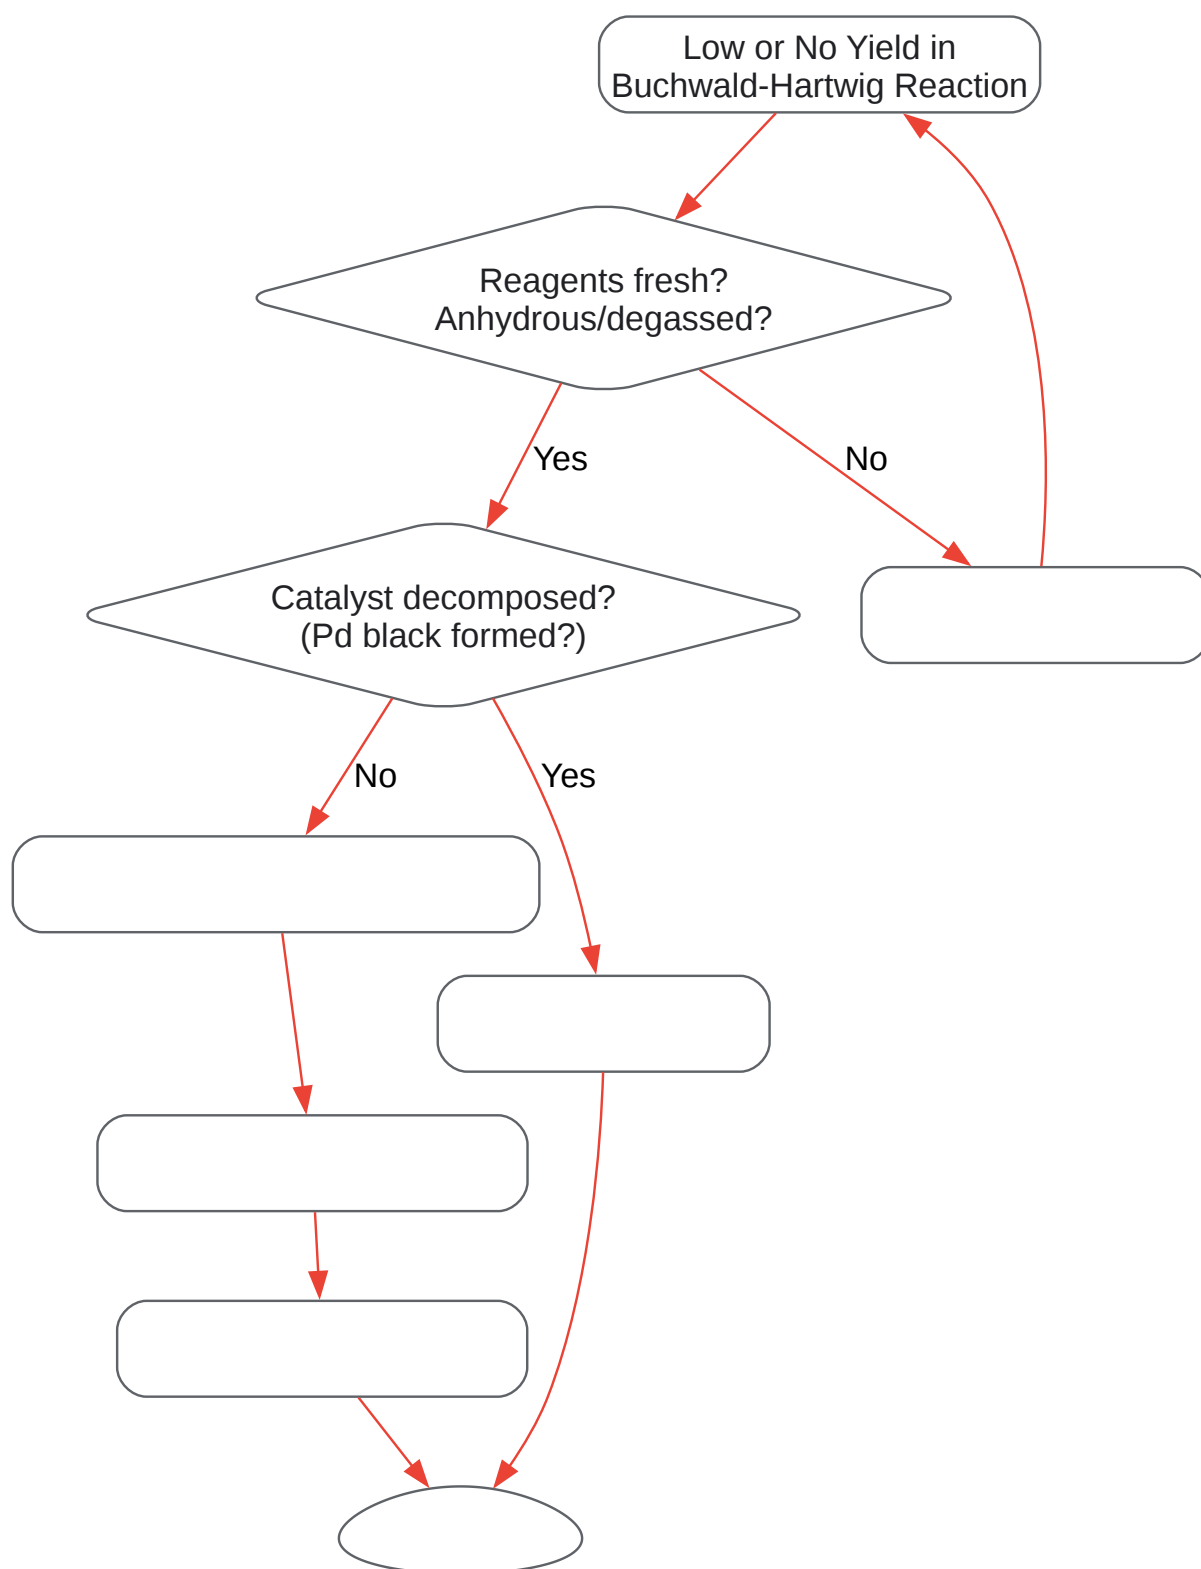 Low or No Yield in
Buchwald-Hartwig Reaction
Reagents fresh?
Anhydrous/degassed?
Yes
No
Catalyst decomposed?
(Pd black formed?)
No
Yes